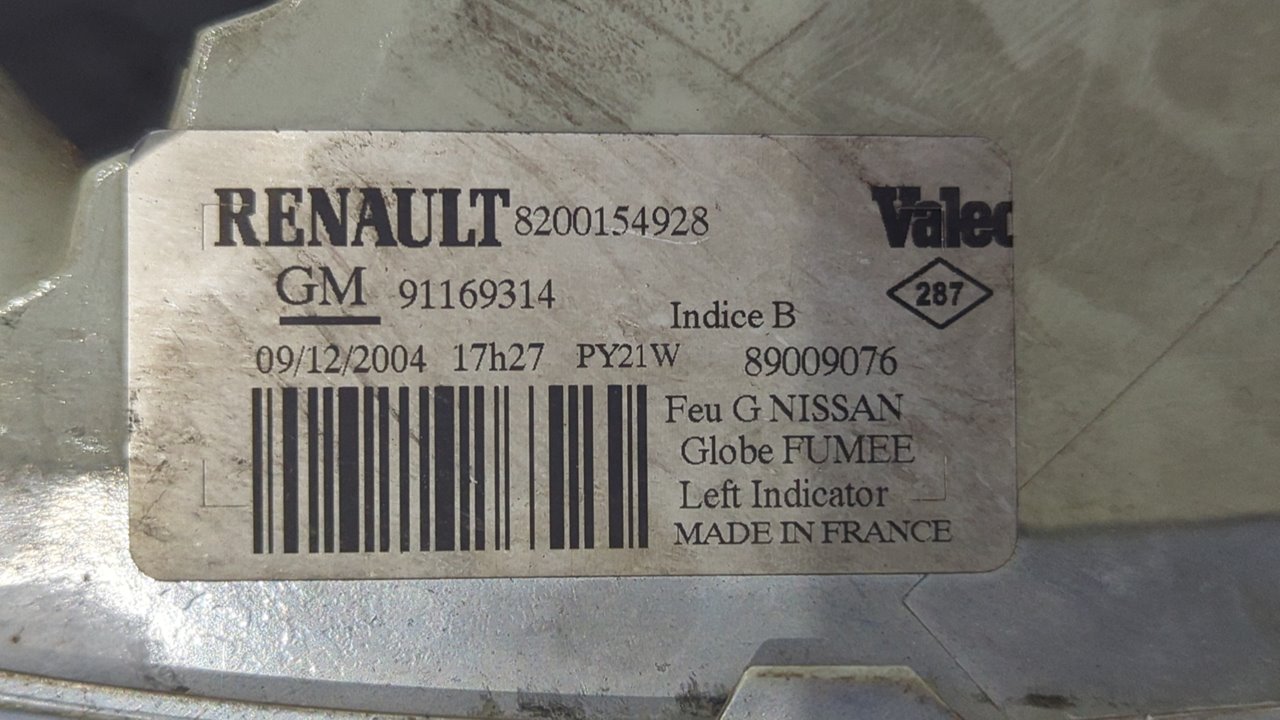 RENAULT 8200154928 Valeo
GM 91169314 287
Indice B
09/12/2004 17h27 PY21W 89009076
Feu G NISSAN
Globe FUMEE
Left Indicator
MADE IN FRANCE